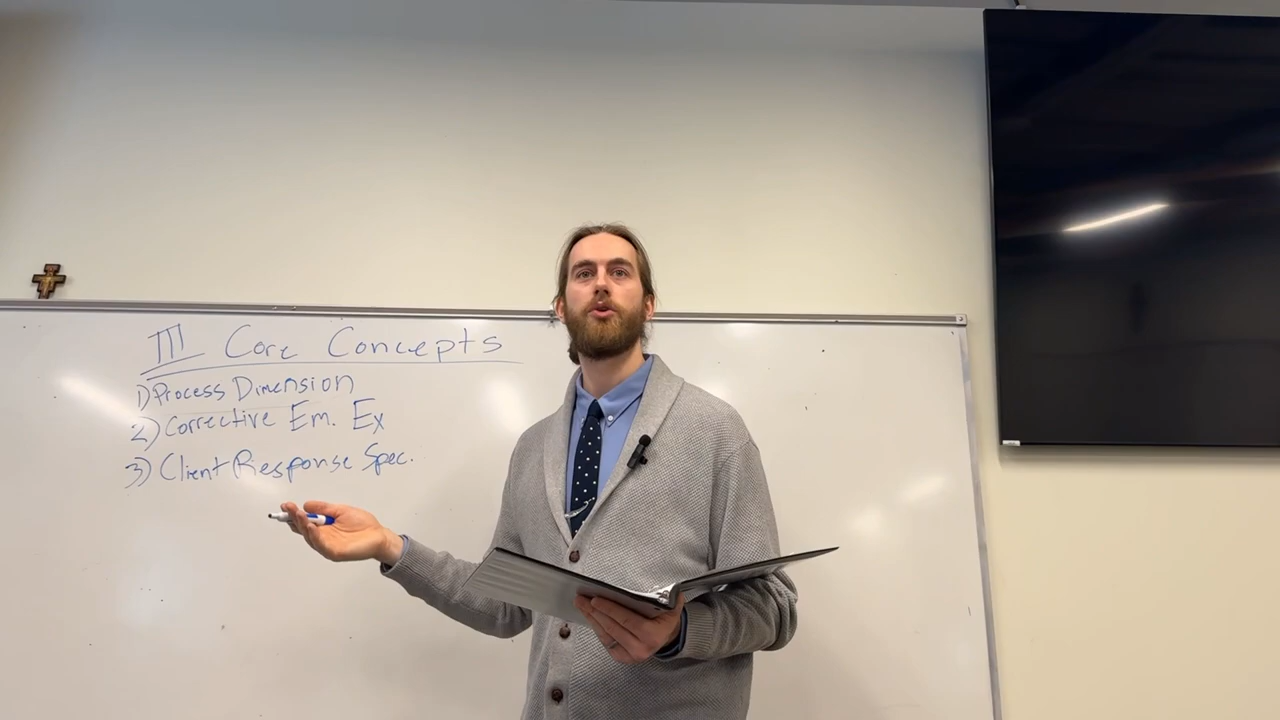 III Core Concepts
1) Process Dimension
2) Corrective Em. Ex
3) Client Response Spec.